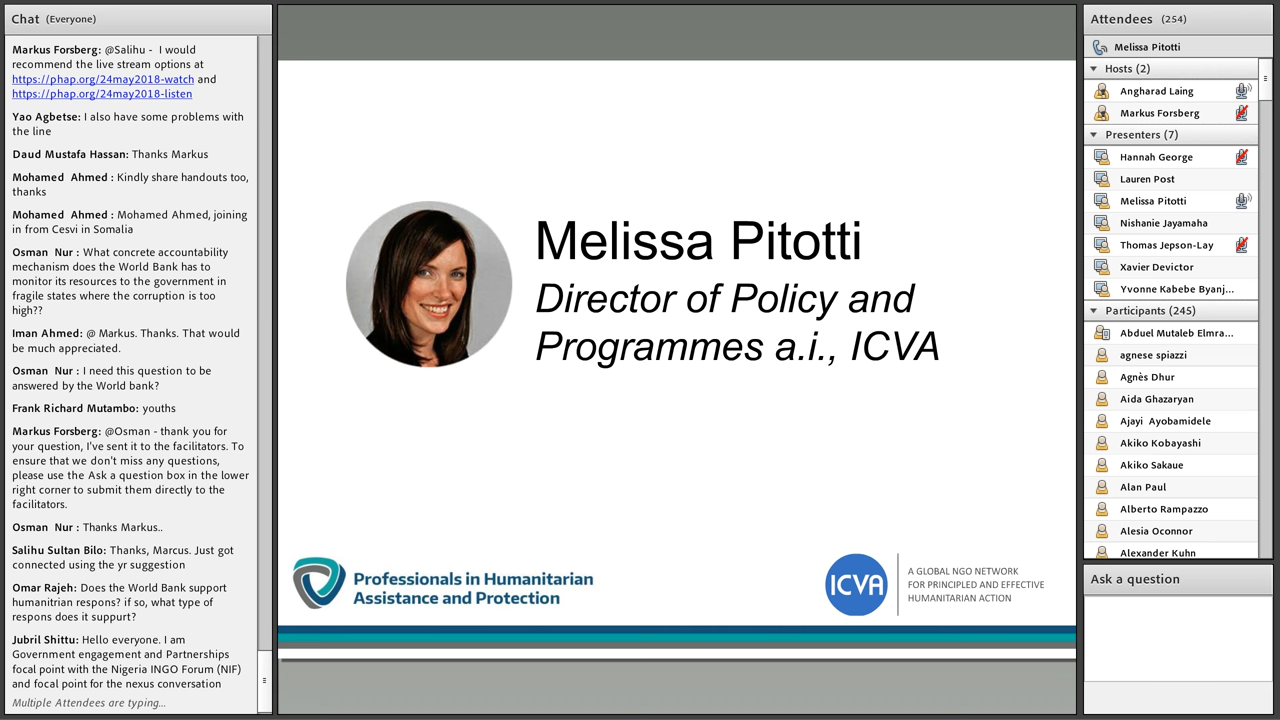 Chat (Everyone)
Markus Forsberg: @Salihu - I would
recommend the live stream options at
https://phap.org/24may2018-watch and
https://phap.org/24may2018-listen
Yao Agbetse: I also have some problems with
the line
Daud Mustafa Hassan: Thanks Markus
Mohamed Ahmed : Kindly share handouts too,
thanks
Mohamed Ahmed : Mohamed Ahmed, joining
in from Cesvi in Somalia
Osman Nur : What concrete accountability
mechanism does the World Bank has to
monitor its resources to the government in
fragile states where the corruption is too
high??
Iman Ahmed: @ Markus. Thanks. That would
be much appreciated.
Osman Nur : I need this question to be
answered by the World bank?
Frank Richard Mutambo: youths
Markus Forsberg: @Osman - thank you for
your question, I've sent it to the facilitators. To
ensure that we don't miss any questions,
please use the Ask a question box in the lower
right corner to submit them directly to the
facilitators.
Osman Nur : Thanks Markus..
Salihu Sultan Bilo: Thanks, Marcus. Just got
connected using the yr suggestion
Omar Rajeh: Does the World Bank support
humanitrian respons? if so, what type of
respons does it suppurt?
Jubril Shittu: Hello everyone. I am
Government engagement and Partnerships
focal point with the Nigeria INGO Forum (NIF)
and focal point for the nexus conversation
Multiple Attendees are typing...
Melissa Pitotti
Director of Policy and
Programmes a.i., ICVA
Professionals in Humanitarian
Assistance and Protection
ICVA
A GLOBAL NGO NETWORK
FOR PRINCIPLED AND EFFECTIVE
HUMANITARIAN ACTION
Attendees (254)
Melissa Pitotti
Hosts (2)
Angharad Laing
Markus Forsberg
Presenters (7)
Hannah George
Lauren Post
Melissa Pitotti
Nishanie Jayamaha
Thomas Jepson-Lay
Xavier Devictor
Yvonne Kabebe Byanj...
Participants (245)
Abduel Mutaleb Elmra...
agnese spiazzi
Agnès Dhur
Aida Ghazaryan
Ajayi Ayobamidele
Akiko Kobayashi
Akiko Sakaue
Alan Paul
Alberto Rampazzo
Alesia Oconnor
Alexander Kuhn
Ask a question